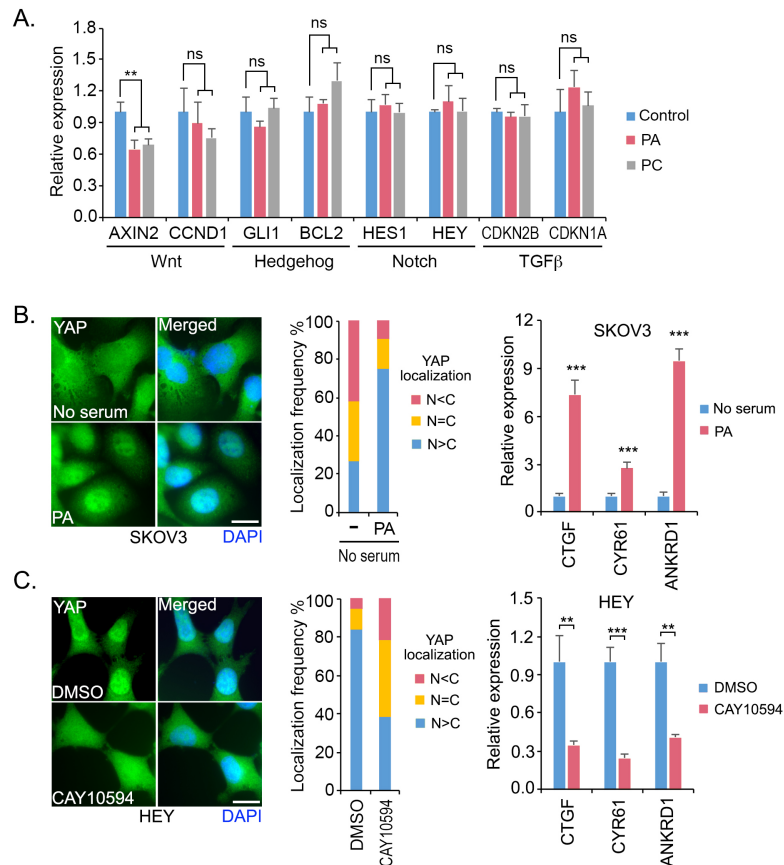 A.
Relative expression
1.8
1.5
1.2
0.9
0.6
0.3
0.0
** ns ns ns ns ns ns ns
Control
PA
PC
AXIN2 CCND1 GLI1 BCL2 HES1 HEY CDKN2B CDKN1A
Wnt Hedgehog Notch TGFβ
B.
YAP Merged
No serum
PA
SKOV3 DAPI
Localization frequency %
100
80
60
40
20
0
- PA
No serum
YAP
localization
N<C
N=C
N>C
SKOV3
Relative expression
12
9
6
3
0
*** *** ***
No serum
PA
CTGF
CYR61
ANKRD1
C.
YAP Merged
DMSO
CAY10594
HEY DAPI
Localization frequency %
100
80
60
40
20
0
DMSO
CAY10594
YAP
localization
N<C
N=C
N>C
HEY
Relative expression
1.5
1.2
0.9
0.6
0.3
0.0
** *** **
DMSO
CAY10594
CTGF
CYR61
ANKRD1